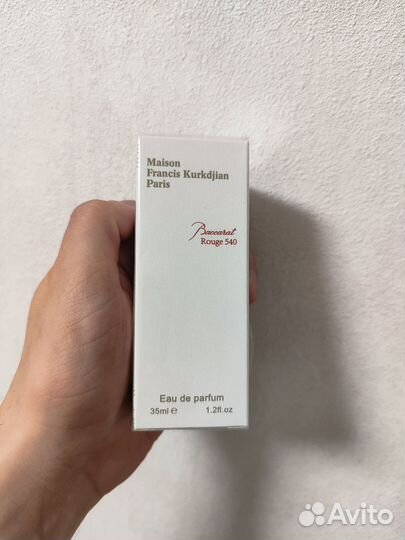 Maison
Francis Kurkdjian
Paris
Baccarat
Rouge 540
Eau de parfum
35ml ℮ 1.2fl.oz
Avito